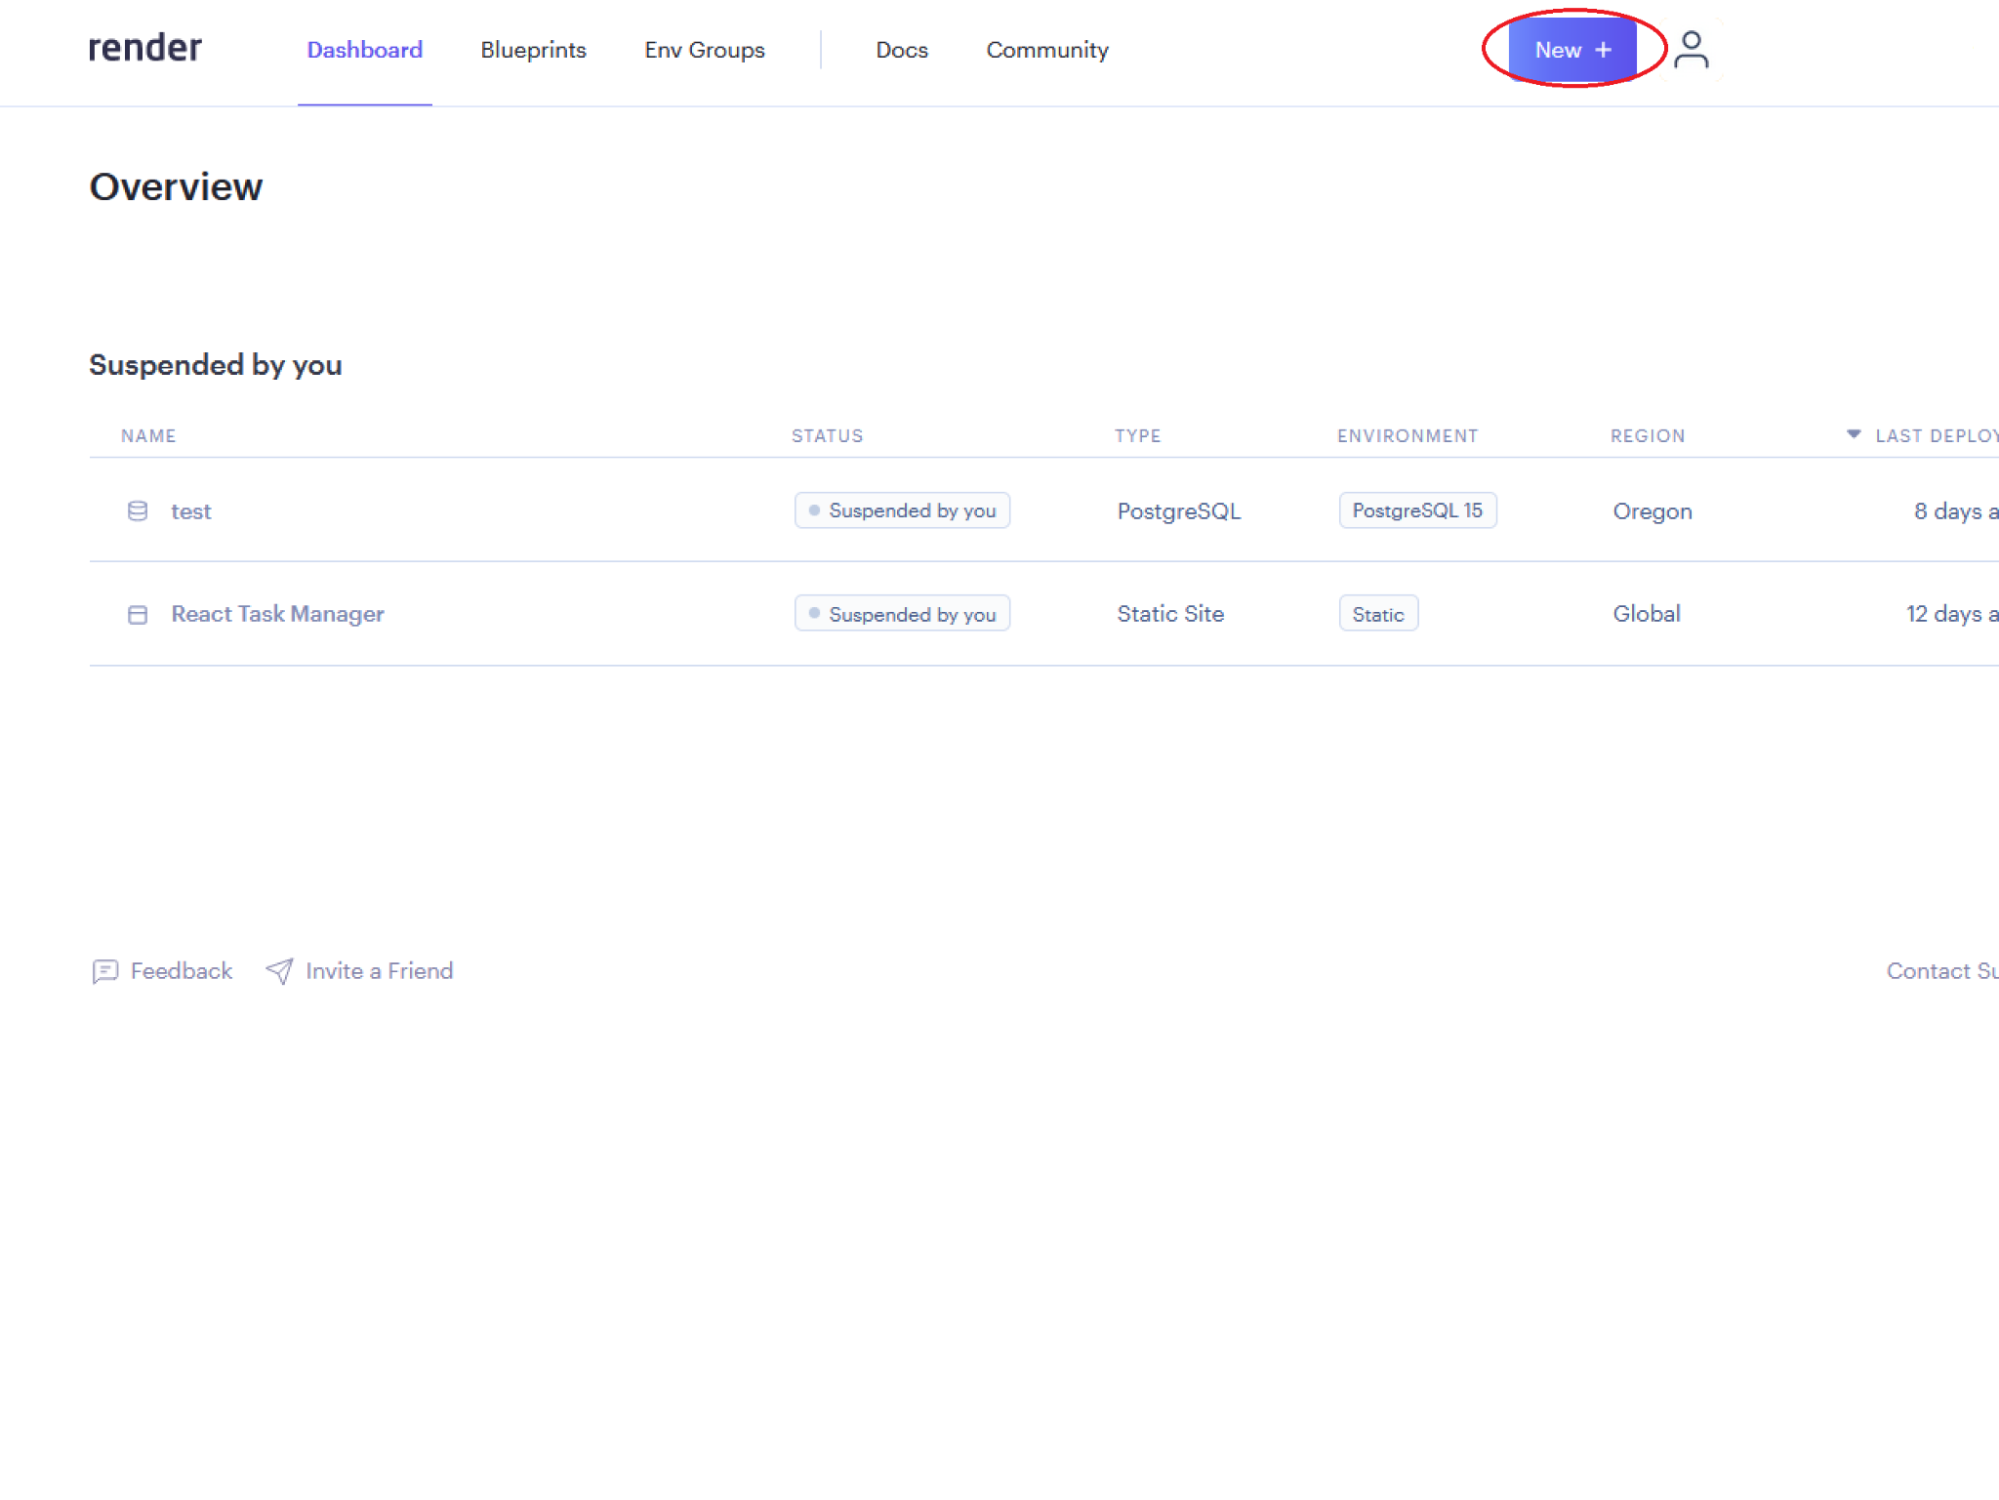 render Dashboard Blueprints Env Groups Docs Community New +
Overview
Suspended by you
NAME STATUS TYPE ENVIRONMENT REGION LAST DEPLOY
test Suspended by you PostgreSQL PostgreSQL 15 Oregon 8 days a
React Task Manager Suspended by you Static Site Static Global 12 days a
Feedback Invite a Friend Contact Su